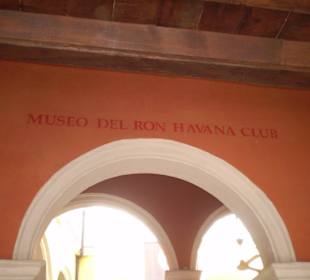 MUSEO DEL RON HAVANA CLUB